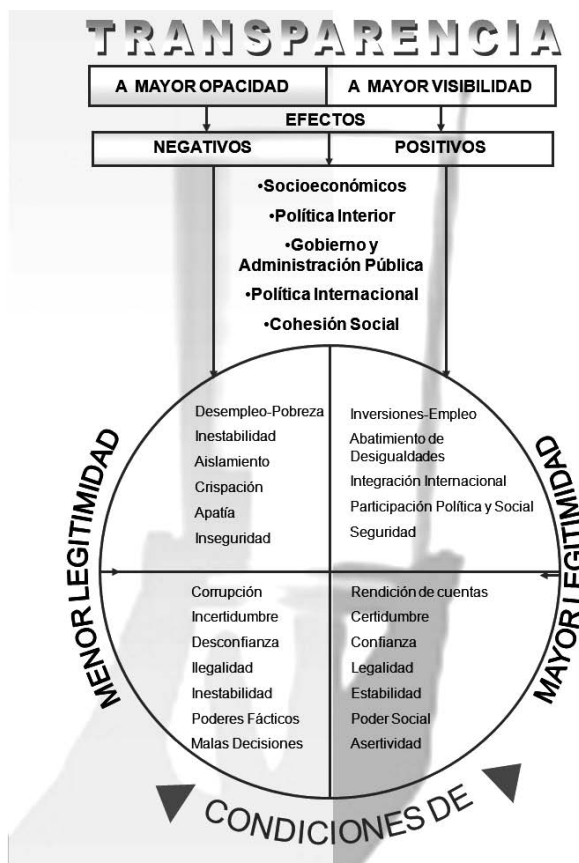 TRANSPARENCIA
A MAYOR OPACIDAD
A MAYOR VISIBILIDAD
EFECTOS
NEGATIVOS
POSITIVOS
•Socioeconómicos
•Política Interior
•Gobierno y
Administración Pública
•Política Internacional
•Cohesión Social
MENOR LEGITIMIDAD
Desempleo-Pobreza
Inestabilidad
Aislamiento
Crispación
Apatía
Inseguridad
Inversiones-Empleo
Abatimiento de
Desigualdades
Integración Internacional
Participación Política y Social
Seguridad
MAYOR LEGITIMIDAD
Corrupción
Incertidumbre
Desconfianza
Ilegalidad
Inestabilidad
Poderes Fácticos
Malas Decisiones
Rendición de cuentas
Certidumbre
Confianza
Legalidad
Estabilidad
Poder Social
Asertividad
CONDICIONES DE